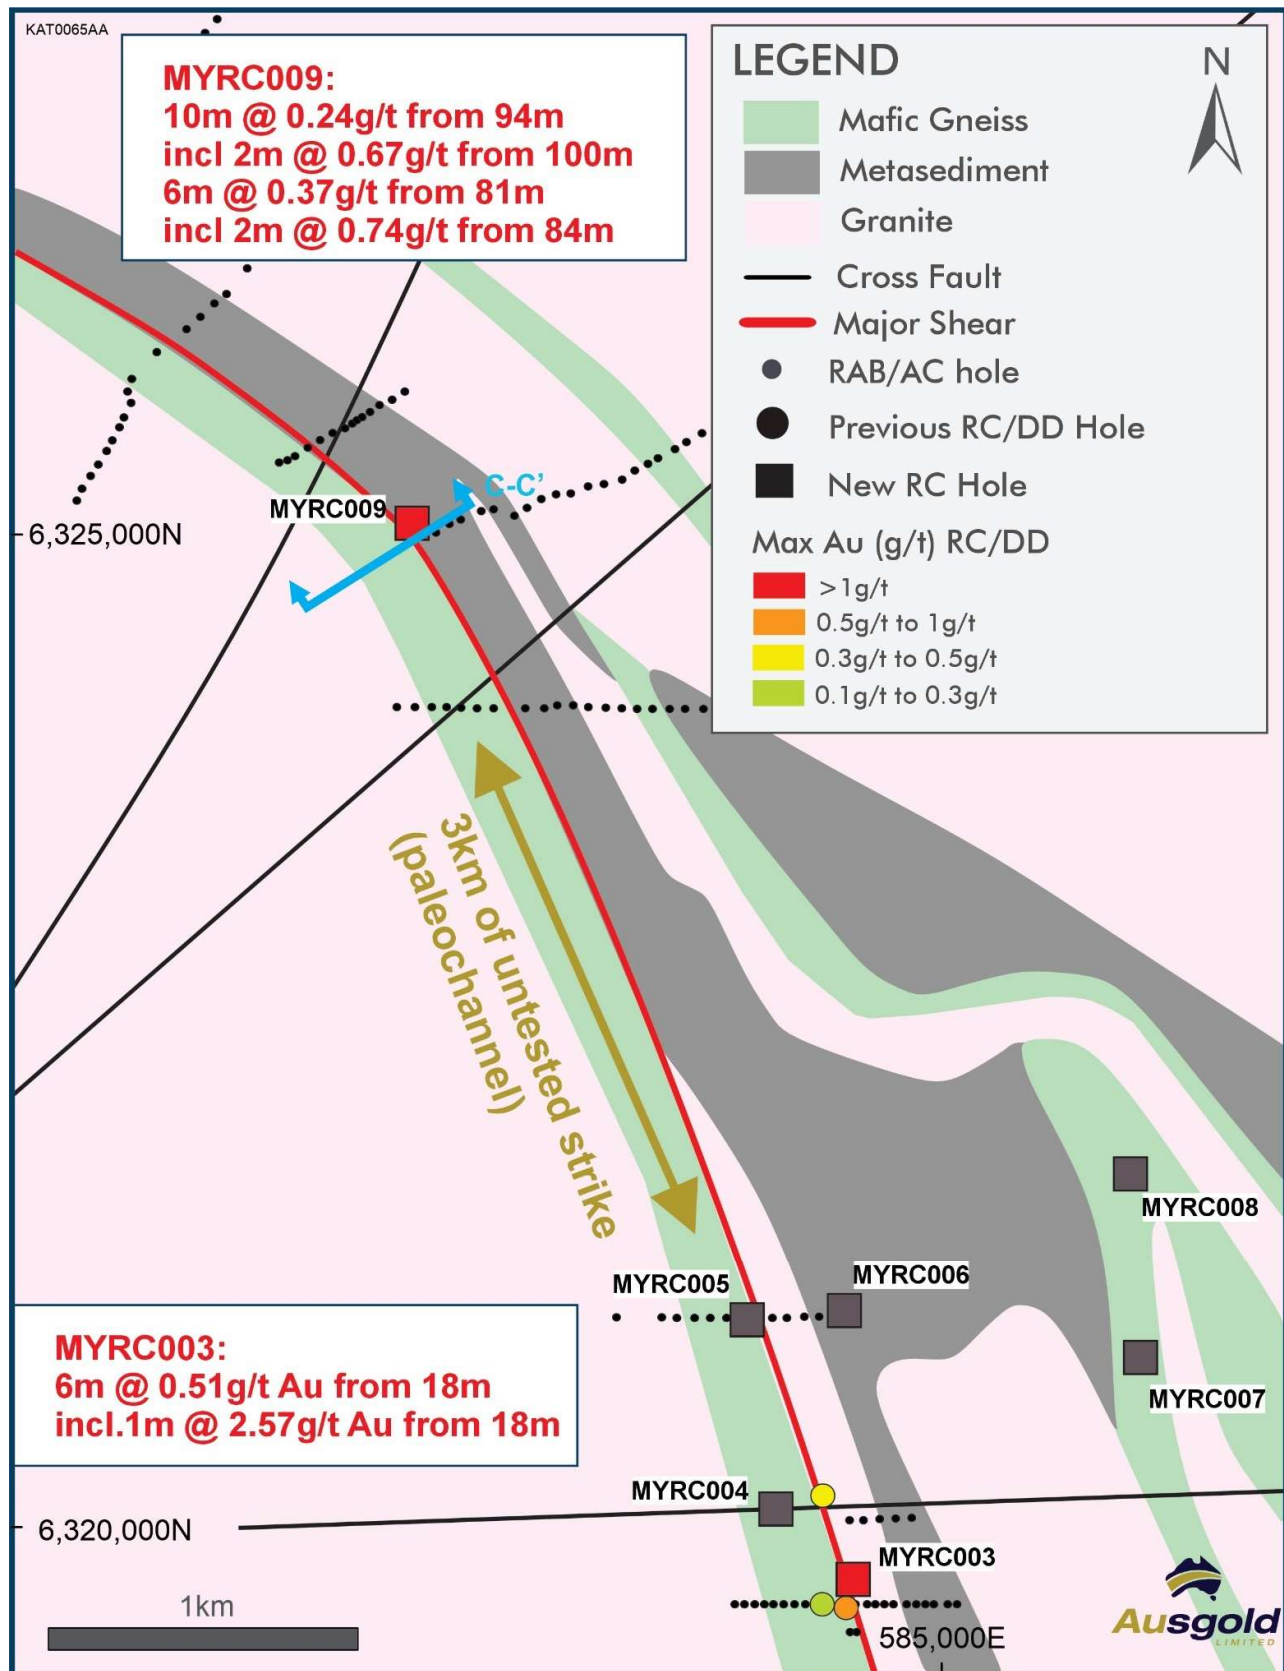 KAT0065AA
MYRC009:
10m @ 0.24g/t from 94m
incl 2m @ 0.67g/t from 100m
6m @ 0.37g/t from 81m
incl 2m @ 0.74g/t from 84m
LEGEND
N
Mafic Gneiss
Metasediment
Granite
Cross Fault
Major Shear
RAB/AC hole
Previous RC/DD Hole
New RC Hole
Max Au (g/t) RC/DD
>1g/t
0.5g/t to 1g/t
0.3g/t to 0.5g/t
0.1g/t to 0.3g/t
C-C'
MYRC009
6,325,000N
3km of untested strike
(paleochannel)
MYRC008
MYRC006
MYRC005
MYRC007
MYRC003:
6m @ 0.51g/t Au from 18m
incl.1m @ 2.57g/t Au from 18m
MYRC004
6,320,000N
MYRC003
1km
585,000E
Ausgold
LIMITED